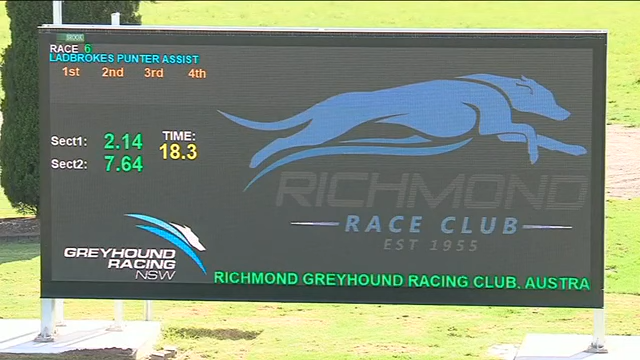 RACE 6
LADBROKES PUNTER ASSIST
1st 2nd 3rd 4th
Sect1: 2.14 TIME:
Sect2: 7.64 18.3
RICHMOND
RACE CLUB
EST 1955
GREYHOUND
RACING
NSW
RICHMOND GREYHOUND RACING CLUB. AUSTRA